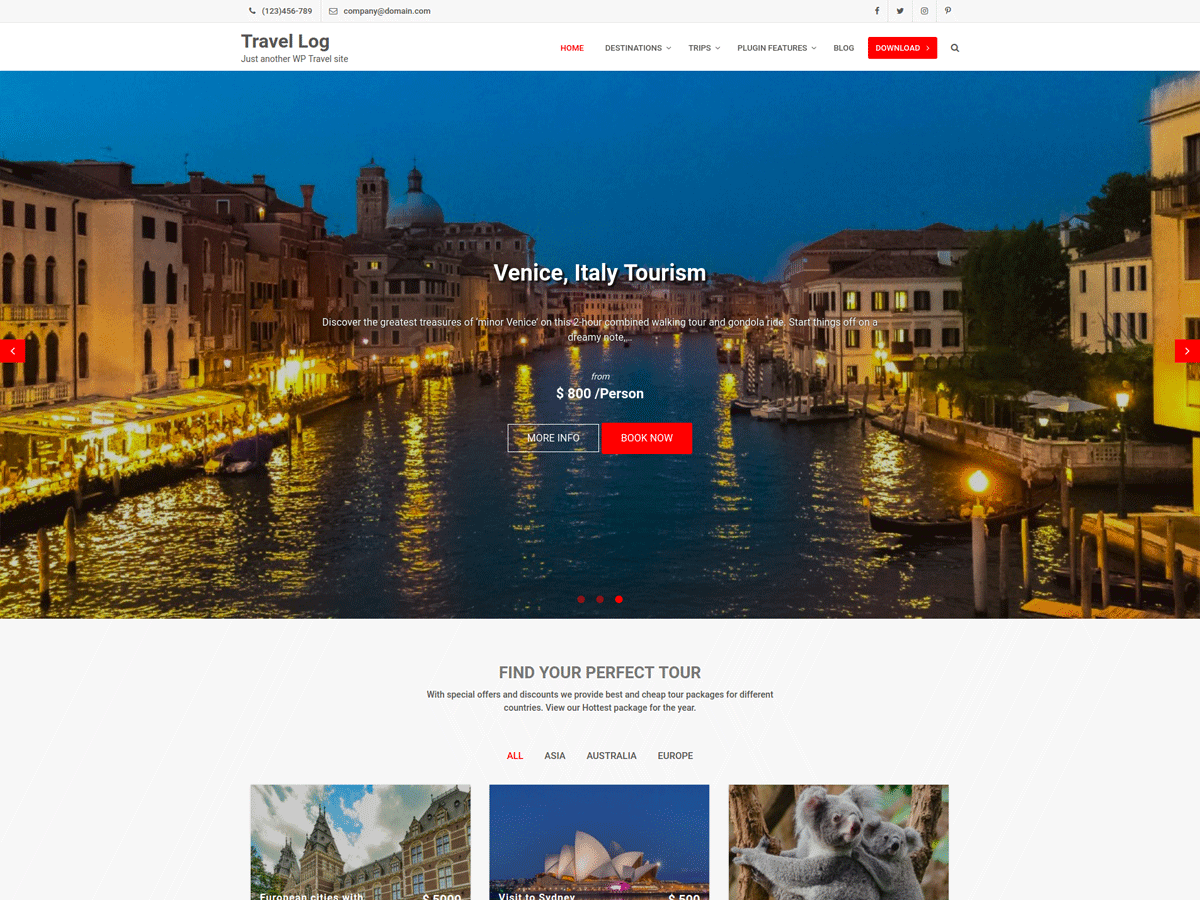 (123)456-789
company@domain.com
Travel Log
Just another WP Travel site
HOME
DESTINATIONS
TRIPS
PLUGIN FEATURES
BLOG
DOWNLOAD
Venice, Italy Tourism
Discover the greatest treasures of 'minor Venice' on this 2-hour combined walking tour and gondola ride. Start things off on a
dreamy note,...
from
$ 800 /Person
MORE INFO
BOOK NOW
FIND YOUR PERFECT TOUR
With special offers and discounts we provide best and cheap tour packages for different
countries. View our Hottest package for the year.
ALL
ASIA
AUSTRALIA
EUROPE
European cities with
$ 5000
Visit to Sydney
$ 500